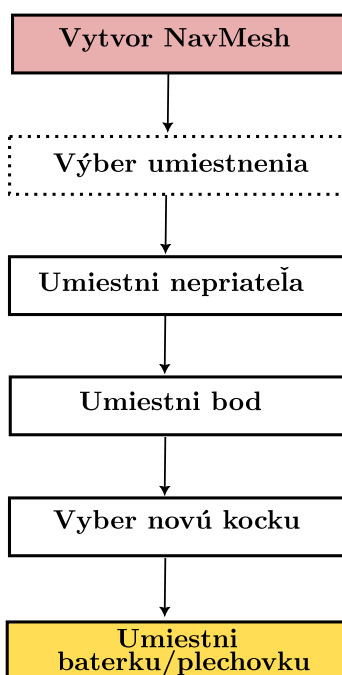 Vytvor NavMesh
Výber umiestnenia
Umiestni nepriateľa
Umiestni bod
Vyber novú kocku
Umiestni
baterku/plechovku